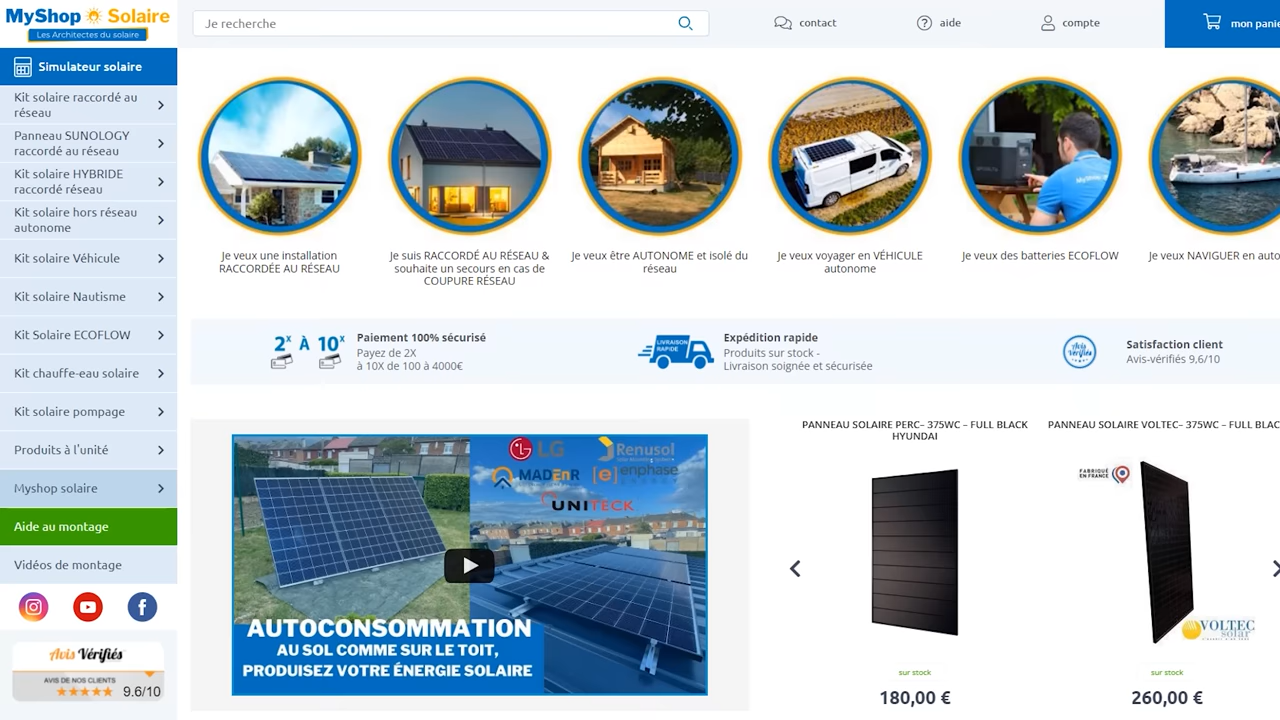 MyShop Solaire
Les Architectes du solaire
Je recherche
contact
aide
compte
mon
Simulateur solaire
Kit solaire raccordé au
réseau
Panneau SUNOLOGY
raccordé au réseau
Kit solaire HYBRIDE
raccordé réseau
Kit solaire hors réseau
autonome
Kit solaire Véhicule
Kit solaire Nautisme
Kit Solaire ECOFLOW
Kit chauffe-eau solaire
Kit solaire pompage
Produits à l'unité
Myshop solaire
Aide au montage
Vidéos de montage
Avis Vérifiés
AVIS DE NOS CLIENTS
9.6/10
Je veux une installation
RACCORDÉE AU RÉSEAU
Je suis RACCORDÉ AU RÉSEAU &
souhaite un secours en cas de
COUPURE RÉSEAU
Je veux être AUTONOME et isolé du
réseau
Je veux voyager en VÉHICULE
autonome
Je veux des batteries ECOFLOW
Je veux NAVIGUER en
2x À 10x
Paiement 100% sécurisé
Payez de 2X
à 10X de 100 à 4000€
LIVRAISON
RAPIDE
Expédition rapide
Produits sur stock -
Livraison soignée et sécurisée
Avis
Vérifiés
Satisfaction client
Avis-vérifiés 9,6/10
LG
Renusol
MADEnR
enphase
UNITECK
AUTOCONSOMMATION
AU SOL COMME SUR LE TOIT,
PRODUISEZ VOTRE ÉNERGIE SOLAIRE
PANNEAU SOLAIRE PERC– 375WC – FULL BLACK
HYUNDAI
sur stock
180,00 €
PANNEAU SOLAIRE VOLTEC– 375WC – FULL
FABRIQUÉ
EN FRANCE
VOLTEC
solar
sur stock
260,00 €